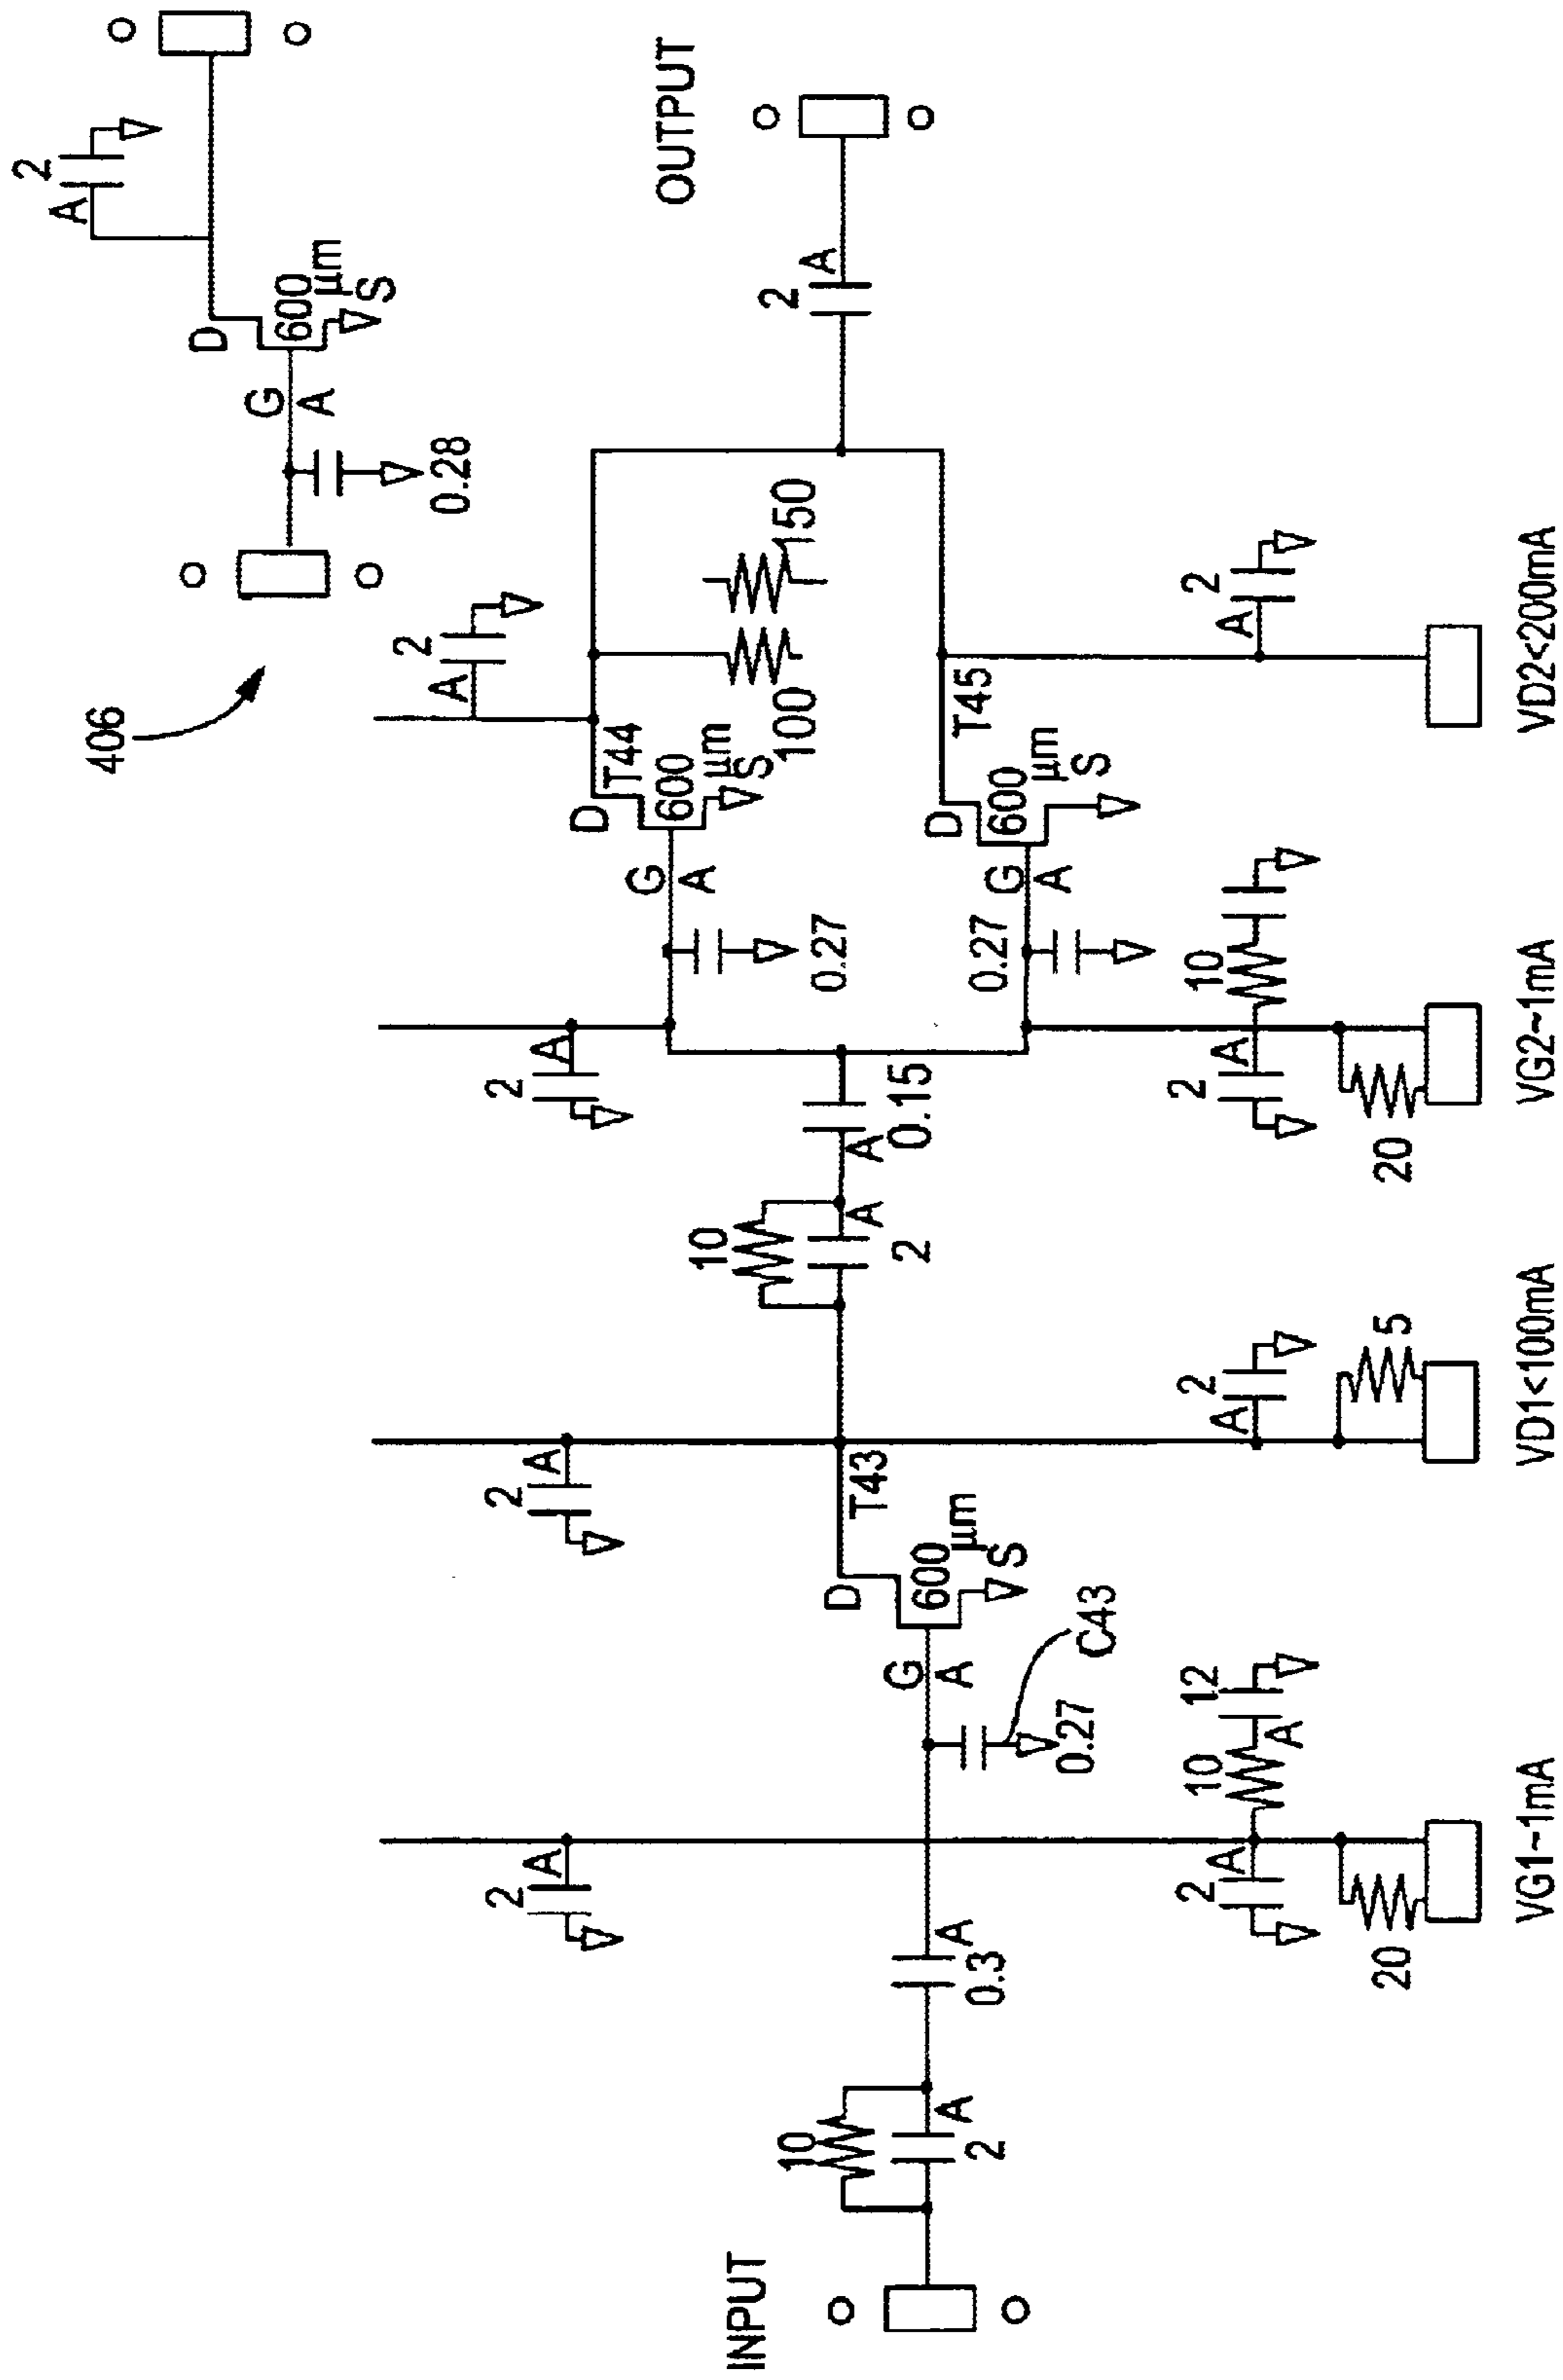 2
A
406
D
G
600
A
µm
S
0.28
2
A
2
2
2
A
A
A
D
T44
G
600
A
µm
S
OUTPUT
INPUT
10
100
150
2
A
0.27
10
D
T43
A
A
2
0.15
G
600
A
µm
S
A
A
2
0.3
0.27
C43
D
T45
0.27
G
600
A
µm
S
2
10
12
2
2
10
2
A
A
A
A
A
20
5
20
VG1~1mA
VD1<100mA
VG2~1mA
VD2<200mA